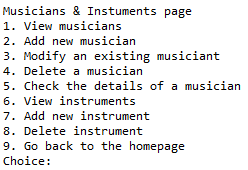 Musicians & Instuments page
1. View musicians
2. Add new musician
3. Modify an existing musiciant
4. Delete a musician
5. Check the details of a musician
6. View instruments
7. Add new instrument
8. Delete instrument
9. Go back to the homepage
Choice: